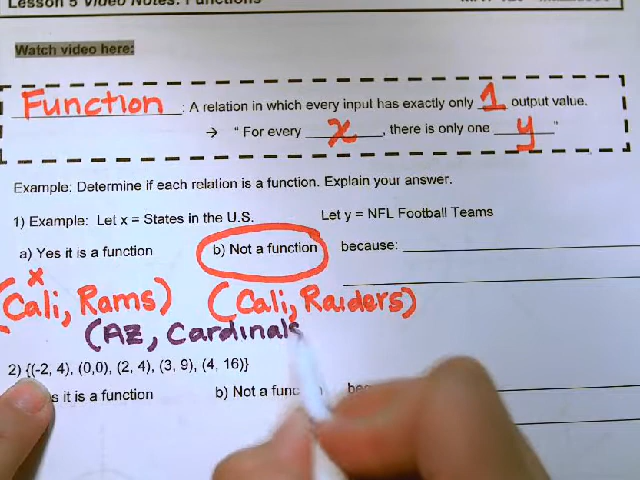 Lesson 5 Video Notes: Functions
Watch video here:
Function : A relation in which every input has exactly only 1 output value.
→ "For every x, there is only one y"
Example: Determine if each relation is a function. Explain your answer.
1) Example: Let x = States in the U.S. Let y = NFL Football Teams
a) Yes it is a function b) Not a function because:
x
(Cali, Rams) (Cali, Raiders)
(AZ, Cardinals
2) {(-2, 4), (0,0), (2, 4), (3, 9), (4, 16)}
s it is a function b) Not a func